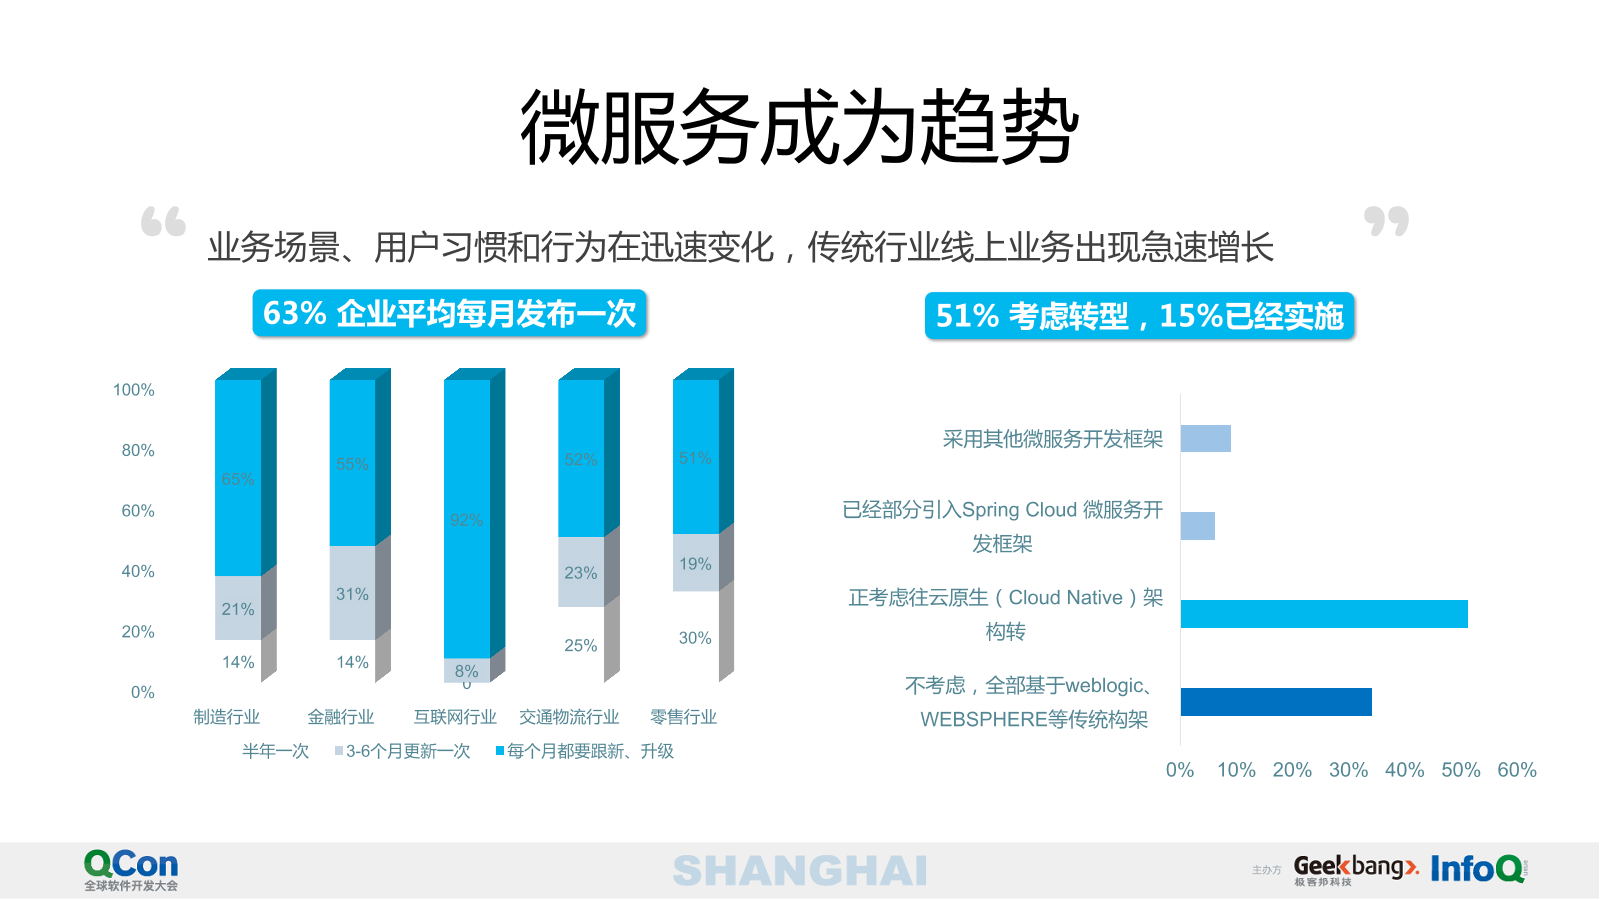 微服务成为趋势
“
业务场景、用户习惯和行为在迅速变化，传统行业线上业务出现急速增长
”
63% 企业平均每月发布一次
100%
80%
60%
40%
20%
0%
65%
55%
92%
52%
51%
21%
31%
8%
23%
19%
14%
14%
0
25%
30%
制造行业
金融行业
互联网行业
交通物流行业
零售行业
半年一次
3-6个月更新一次
每个月都要跟新、升级
51% 考虑转型，15%已经实施
采用其他微服务开发框架
已经部分引入Spring Cloud 微服务开
发框架
正考虑往云原生（Cloud Native）架
构转
不考虑，全部基于weblogic、
WEBSPHERE等传统构架
0% 10% 20% 30% 40% 50% 60%
QCon
全球软件开发大会
SHANGHAI
主办方
Geekbang
极客邦科技
InfoQ